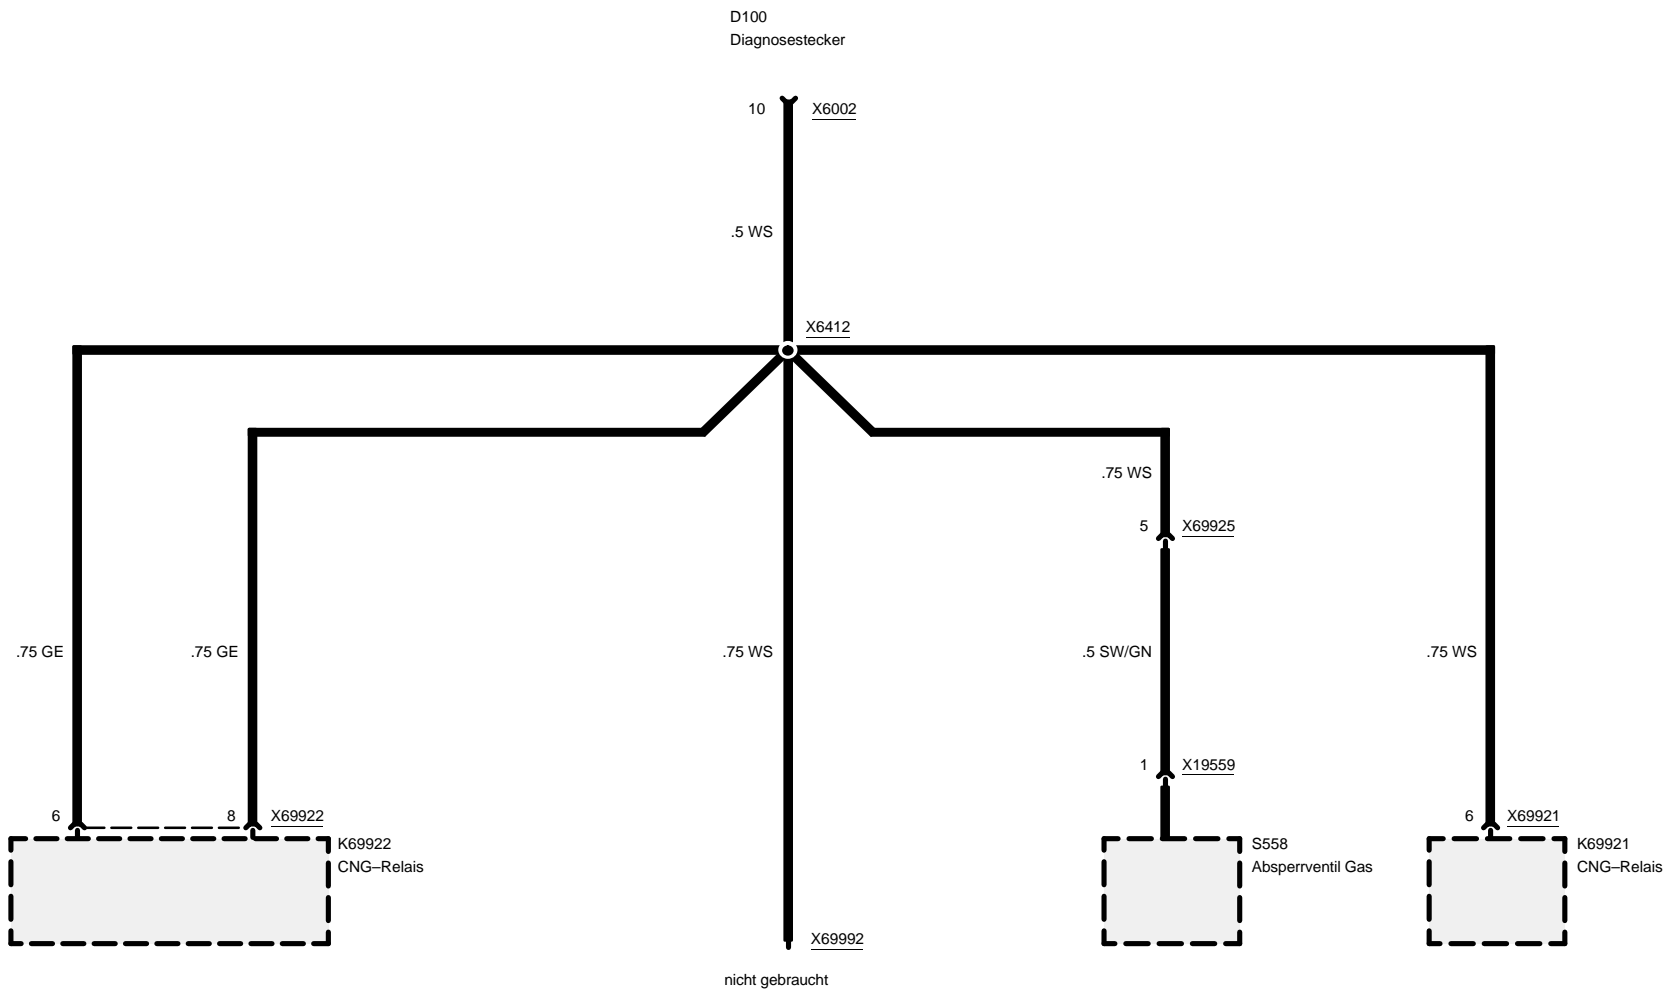 D100
Diagnosestecker
10
X6002
.5 WS
X6412
.75 WS
5
X69925
.75 GE
.75 GE
.75 WS
.5 SW/GN
.75 WS
1
X19559
6
8
X69922
6
X69921
K69922
CNG–Relais
S558
Absperrventil Gas
K69921
CNG–Relais
X69992
nicht gebraucht